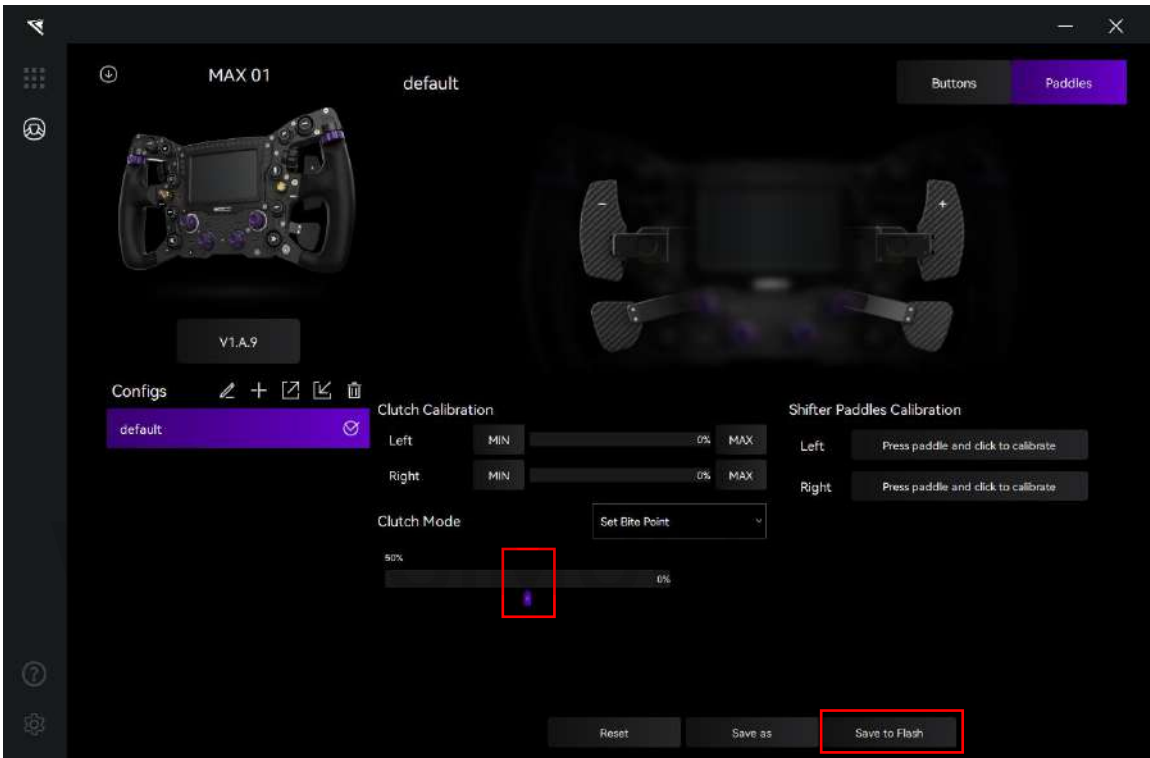 MAX 01
default
Buttons
Paddles
-
+
V1.A.9
Configs
default
Clutch Calibration
Left MIN 0% MAX
Right MIN 0% MAX
Clutch Mode Set Bite Point
50%
0%
Shifter Paddles Calibration
Left Press paddle and click to calibrate
Right Press paddle and click to calibrate
Reset
Save as
Save to Flash